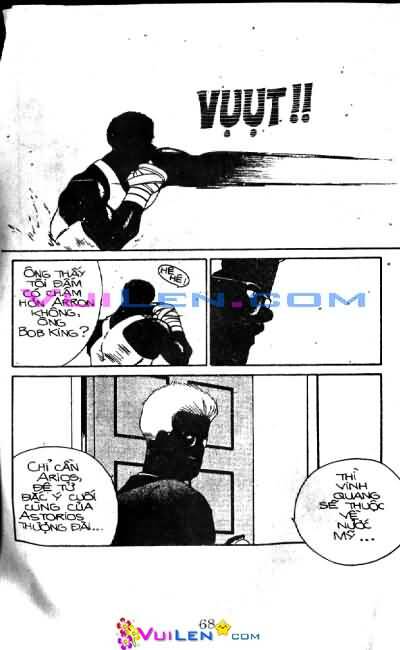 VỤỤT!!
ÔNG THẤY
TÔI ĐẤM
CÓ CHẬM
HƠN ARRON
KHÔNG,
ÔNG
BOB KING?
HÊ
HÊ!
VUILEN.COM
CHỈ CẦN
ARIOS,
ĐỆ TỬ
ĐẮC Ý CUỐI
CÙNG CỦA
ASTORIOS
THƯỢNG ĐÀI...
THÌ
VINH
QUANG
SẼ THUỘC
VỀ
NƯỚC
MỸ...
68
VUILEN.COM